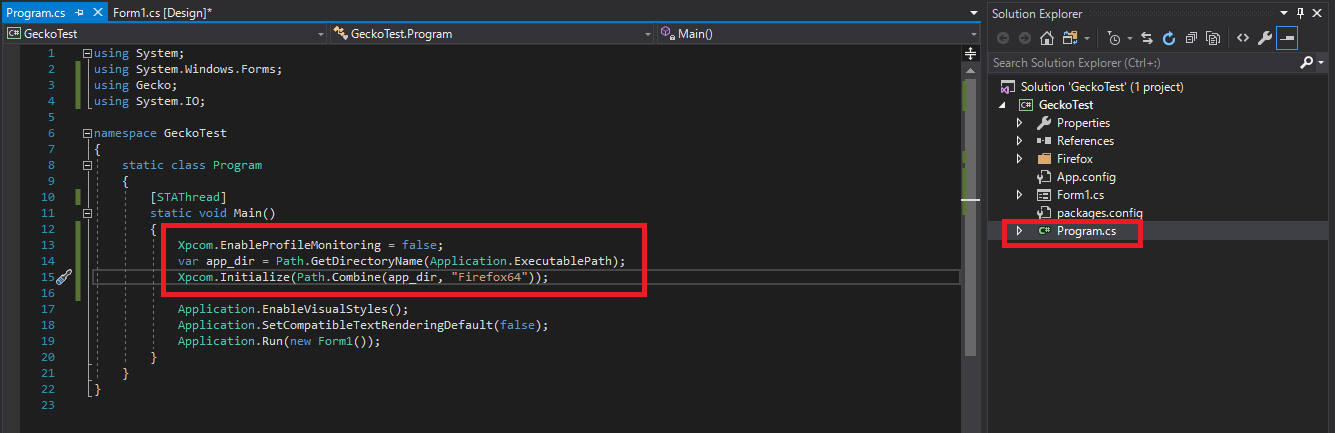 Program.cs Form1.cs [Design]*
GeckoTest GeckoTest.Program Main()
1 using System;
2 using System.Windows.Forms;
3 using Gecko;
4 using System.IO;
5
6 namespace GeckoTest
7 {
8 static class Program
9 {
10 [STAThread]
11 static void Main()
12 {
13 Xpcom.EnableProfileMonitoring = false;
14 var app_dir = Path.GetDirectoryName(Application.ExecutablePath);
15 Xpcom.Initialize(Path.Combine(app_dir, "Firefox64"));
16
17 Application.EnableVisualStyles();
18 Application.SetCompatibleTextRenderingDefault(false);
19 Application.Run(new Form1());
20 }
21 }
22 }
23
Solution Explorer
Search Solution Explorer (Ctrl+:)
Solution 'GeckoTest' (1 project)
C# GeckoTest
Properties
References
Firefox
App.config
Form1.cs
packages.config
C# Program.cs